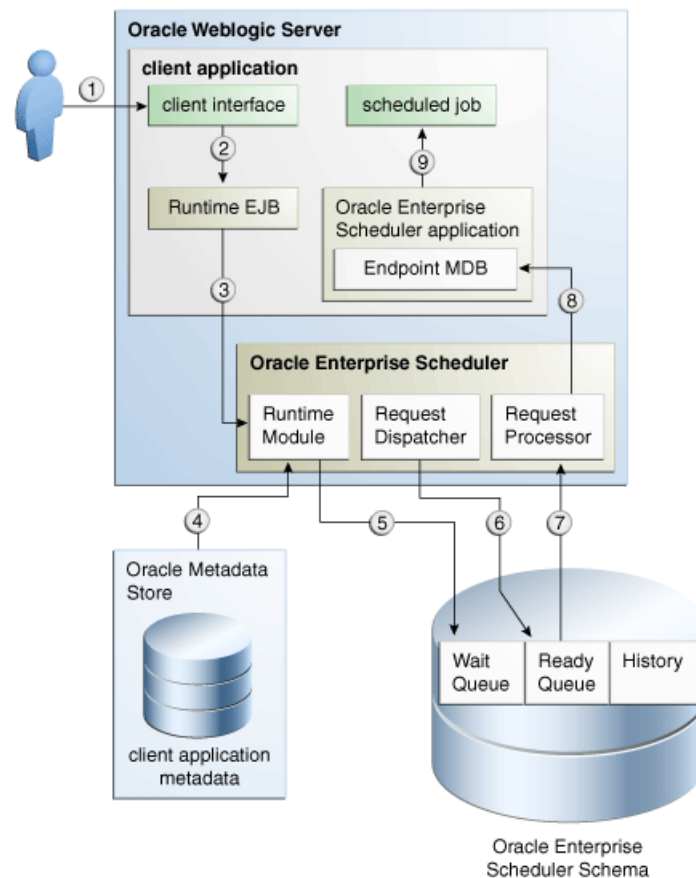 Oracle Weblogic Server
client application
1
client interface
scheduled job
2
9
Runtime EJB
Oracle Enterprise
Scheduler application
Endpoint MDB
3
8
Oracle Enterprise Scheduler
Runtime
Module
Request
Dispatcher
Request
Processor
4
5
6
7
Oracle Metadata
Store
client application
metadata
Wait
Queue
Ready
Queue
History
Oracle Enterprise
Scheduler Schema